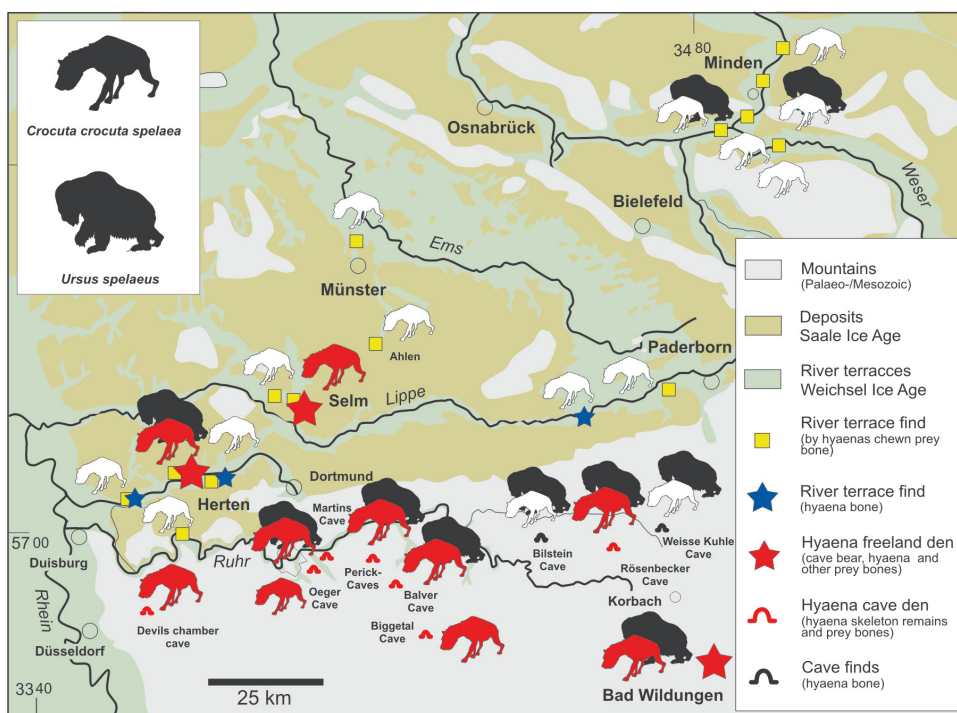 Crocuta crocuta spelaea
Ursus spelaeus
34 80
Minden
Osnabrück
Bielefeld
Weser
Ems
Münster
Ahlen
Paderborn
Selm
Lippe
Herten
Dortmund
Martins
Cave
57 00
Duisburg
Ruhr
Oeger
Cave
Perick-
Caves
Balver
Cave
Bilstein
Cave
Rösenbecker
Cave
Weisse Kuhle
Cave
Korbach
Rhein
Düsseldorf
Devils chamber
cave
Biggetal
Cave
Bad Wildungen
33 40
25 km
Mountains
(Palaeo-/Mesozoic)
Deposits
Saale Ice Age
River terracces
Weichsel Ice Age
River terrace find
(by hyaenas chewn prey
bone)
River terrace find
(hyaena bone)
Hyaena freeland den
(cave bear, hyaena and
other prey bones)
Hyaena cave den
(hyaena skeleton remains
and prey bones)
Cave finds
(hyaena bone)